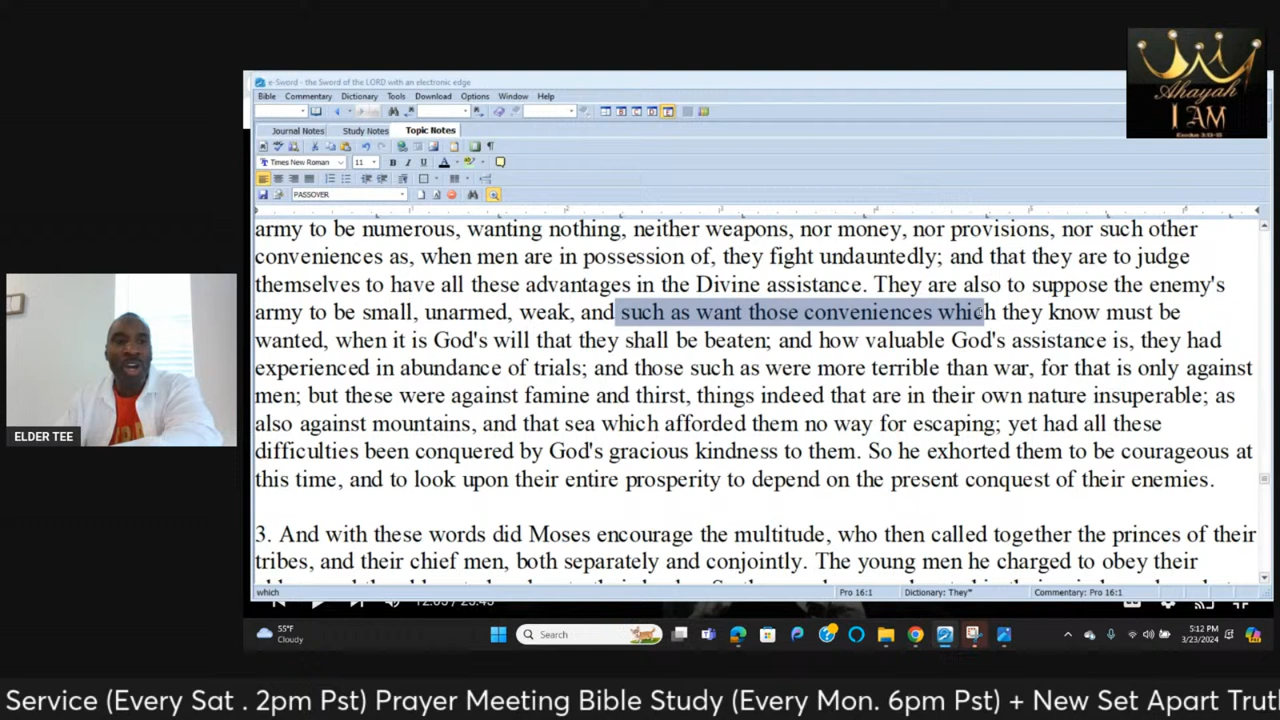 Ahayah
I AM
Exodus 3:13-15
e-Sword - the Sword of the LORD with an electronic edge
Bible Commentary Dictionary Tools Download Options Window Help
Journal Notes Study Notes Topic Notes
Times New Roman 11 B I U A
PASSOVER
army to be numerous, wanting nothing, neither weapons, nor money, nor provisions, nor such other
conveniences as, when men are in possession of, they fight undauntedly; and that they are to judge
themselves to have all these advantages in the Divine assistance. They are also to suppose the enemy's
army to be small, unarmed, weak, and such as want those conveniences which they know must be
wanted, when it is God's will that they shall be beaten; and how valuable God's assistance is, they had
experienced in abundance of trials; and those such as were more terrible than war, for that is only against
men; but these were against famine and thirst, things indeed that are in their own nature insuperable; as
also against mountains, and that sea which afforded them no way for escaping; yet had all these
difficulties been conquered by God's gracious kindness to them. So he exhorted them to be courageous at
this time, and to look upon their entire prosperity to depend on the present conquest of their enemies.
3. And with these words did Moses encourage the multitude, who then called together the princes of their
tribes, and their chief men, both separately and conjointly. The young men he charged to obey their
which Pro 16:1 Dictionary: They" Commentary: Pro 16:1
ELDER TEE
55°F
Cloudy
Search
5:12 PM
3/23/2024
Service (Every Sat . 2pm Pst) Prayer Meeting Bible Study (Every Mon. 6pm Pst) + New Set Apart Trut